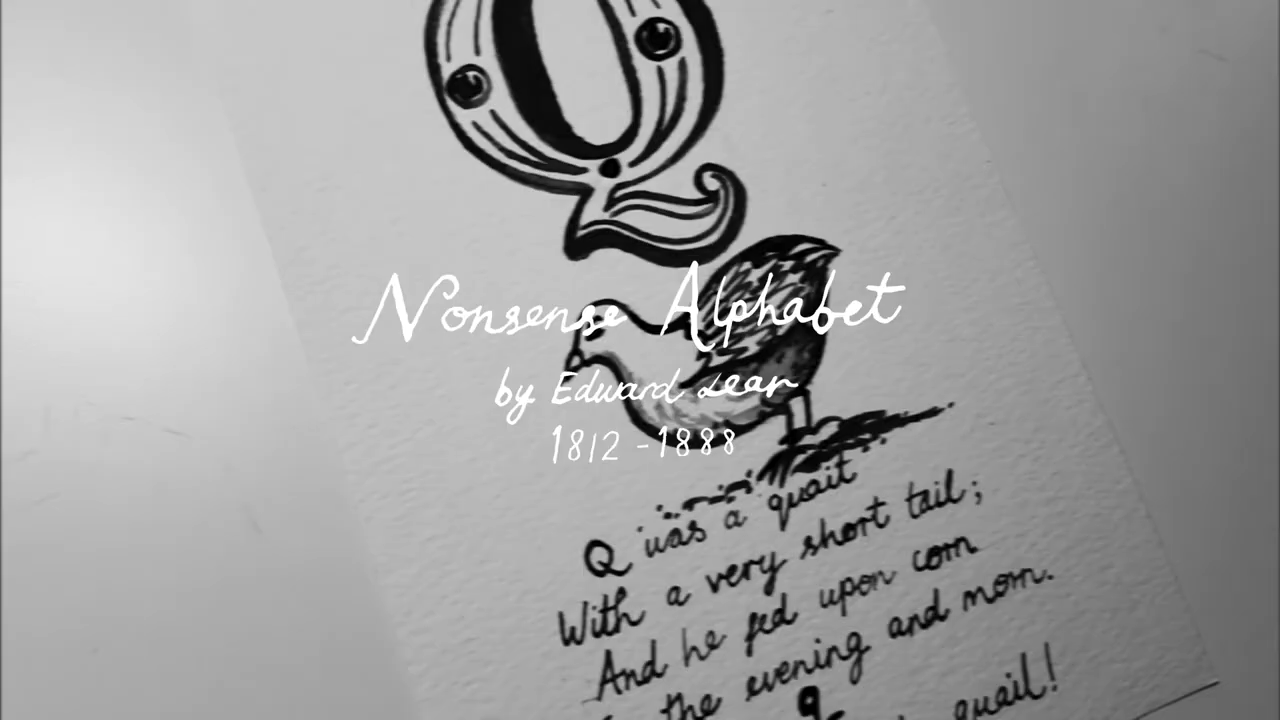 Q
Nonsense Alphabet
by Edward Lear
1812 - 1888
Q was a quail
With a very short tail;
And he fed upon corn
the evening and morn.
q
quail!